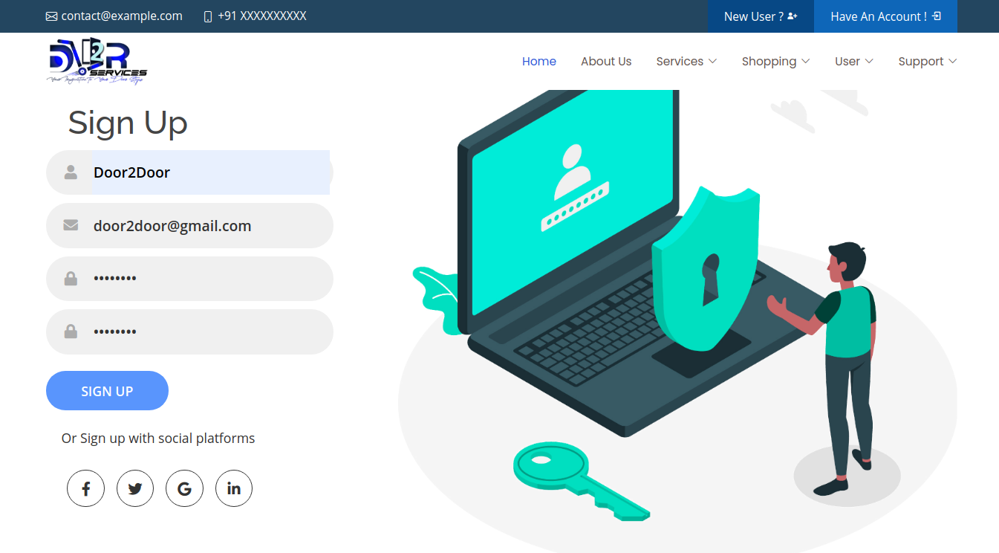 contact@example.com +91 XXXXXXXXXX New User ? Have An Account !
D2R
SERVICES
Home About Us Services Shopping User Support
Sign Up
Door2Door
door2door@gmail.com
••••••••
••••••••
SIGN UP
Or Sign up with social platforms